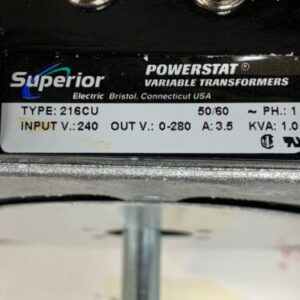 Superior
Electric Bristol, Connecticut USA
POWERSTAT®
VARIABLE TRANSFORMERS
TYPE: 216CU 50/60 ~ PH.: 1
INPUT V.: 240 OUT V.: 0-280 A: 3.5 KVA: 1.0